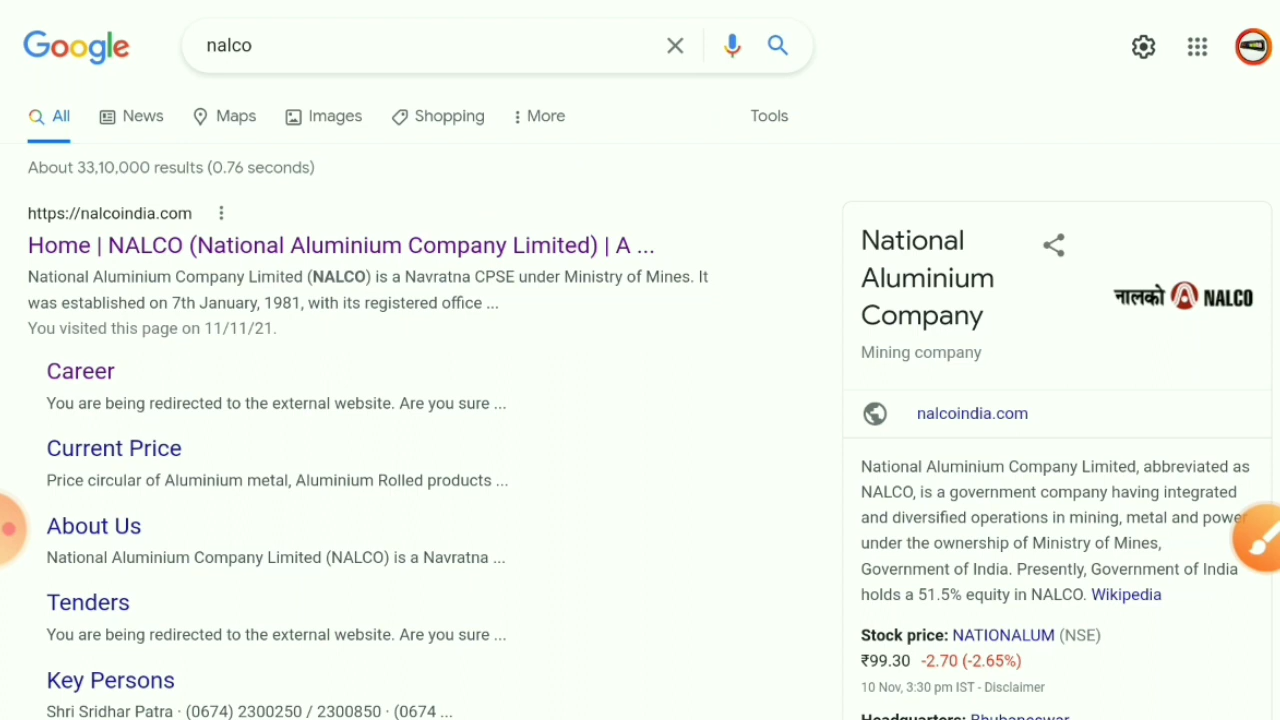 Google
nalco
All
News
Maps
Images
Shopping
More
Tools
About 33,10,000 results (0.76 seconds)
https://nalcoindia.com
Home | NALCO (National Aluminium Company Limited) | A ...
National Aluminium Company Limited (NALCO) is a Navratna CPSE under Ministry of Mines. It
was established on 7th January, 1981, with its registered office ...
You visited this page on 11/11/21.
Career
You are being redirected to the external website. Are you sure ...
Current Price
Price circular of Aluminium metal, Aluminium Rolled products ...
About Us
National Aluminium Company Limited (NALCO) is a Navratna ...
Tenders
You are being redirected to the external website. Are you sure ...
Key Persons
Shri Sridhar Patra · (0674) 2300250 / 2300850 · (0674 ...
National
Aluminium
Company
Mining company
नालको NALCO
nalcoindia.com
National Aluminium Company Limited, abbreviated as
NALCO, is a government company having integrated
and diversified operations in mining, metal and power
under the ownership of Ministry of Mines,
Government of India. Presently, Government of India
holds a 51.5% equity in NALCO. Wikipedia
Stock price: NATIONALUM (NSE)
₹99.30 -2.70 (-2.65%)
10 Nov, 3:30 pm IST - Disclaimer
Headquarters: Bhubaneswar